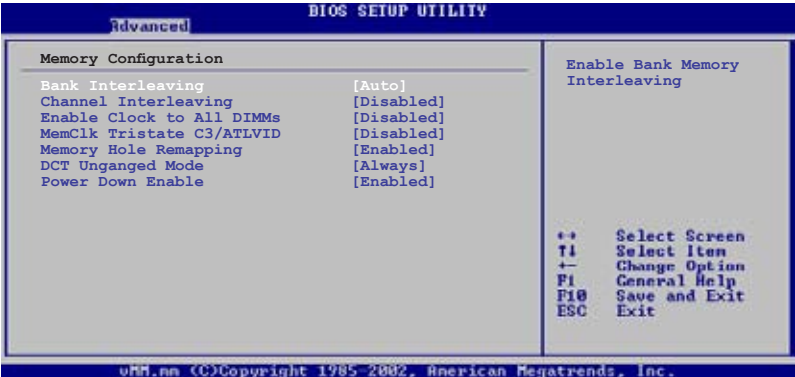 BIOS SETUP UTILITY
Advanced
Memory Configuration
Bank Interleaving [Auto]
Channel Interleaving [Disabled]
Enable Clock to All DIMMs [Disabled]
MemClk Tristate C3/ATLVID [Disabled]
Memory Hole Remapping [Enabled]
DCT Unganged Mode [Always]
Power Down Enable [Enabled]
Enable Bank Memory
Interleaving
←→ Select Screen
↑↓ Select Item
+- Change Option
F1 General Help
F10 Save and Exit
ESC Exit
vMM.mm (C)Copyright 1985-2002, American Megatrends, Inc.